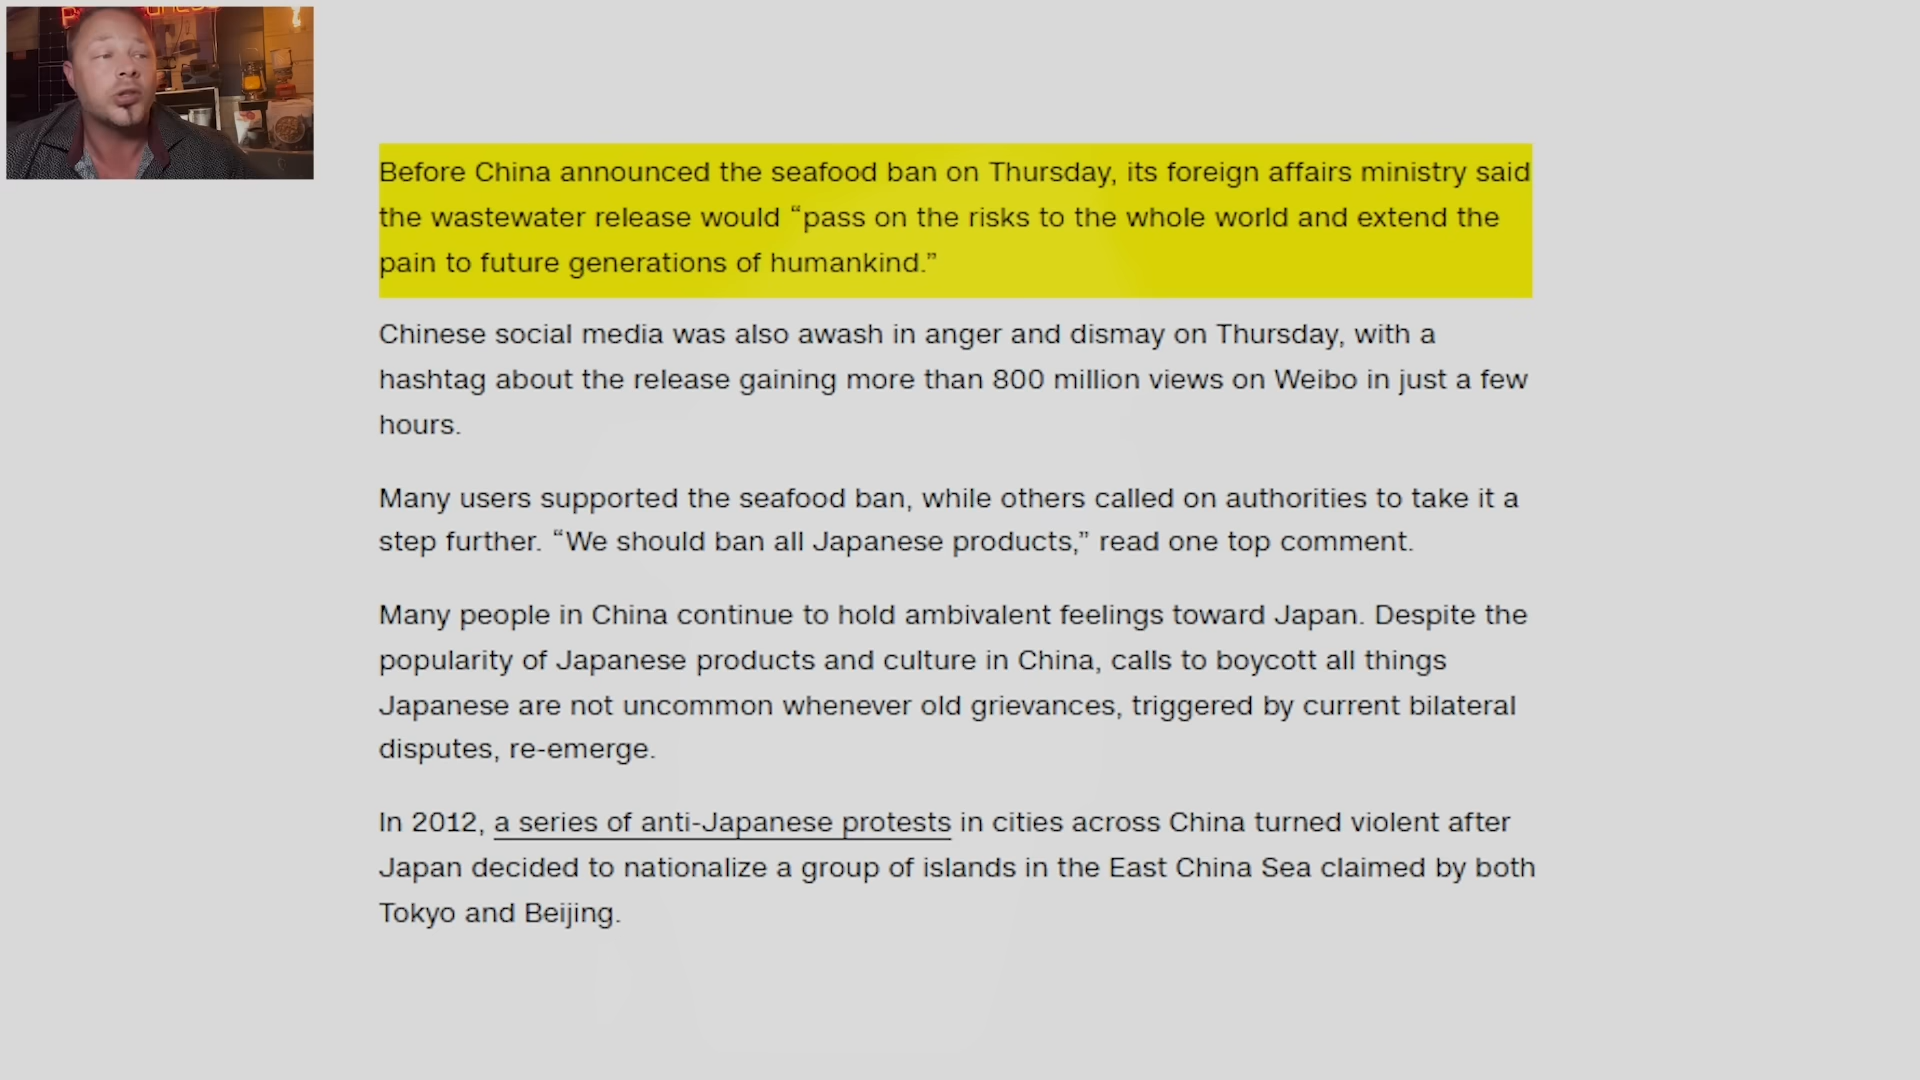 Before China announced the seafood ban on Thursday, its foreign affairs ministry said
the wastewater release would “pass on the risks to the whole world and extend the
pain to future generations of humankind.”
Chinese social media was also awash in anger and dismay on Thursday, with a
hashtag about the release gaining more than 800 million views on Weibo in just a few
hours.
Many users supported the seafood ban, while others called on authorities to take it a
step further. “We should ban all Japanese products,” read one top comment.
Many people in China continue to hold ambivalent feelings toward Japan. Despite the
popularity of Japanese products and culture in China, calls to boycott all things
Japanese are not uncommon whenever old grievances, triggered by current bilateral
disputes, re-emerge.
In 2012, a series of anti-Japanese protests in cities across China turned violent after
Japan decided to nationalize a group of islands in the East China Sea claimed by both
Tokyo and Beijing.